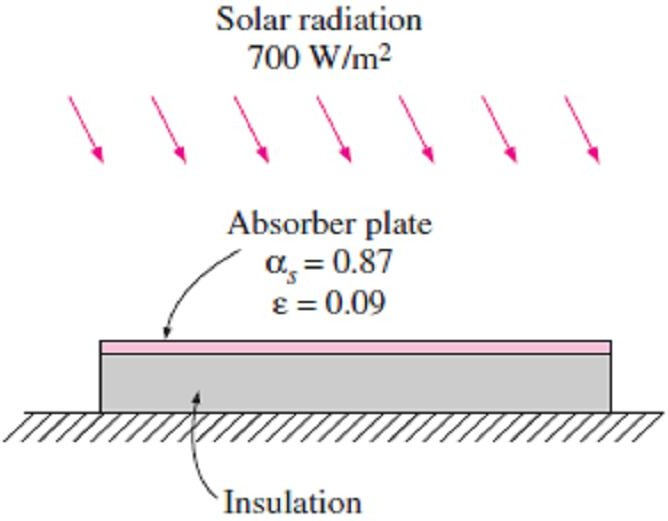 Solar radiation
700 W/m²
Absorber plate
αₛ = 0.87
ε = 0.09
Insulation